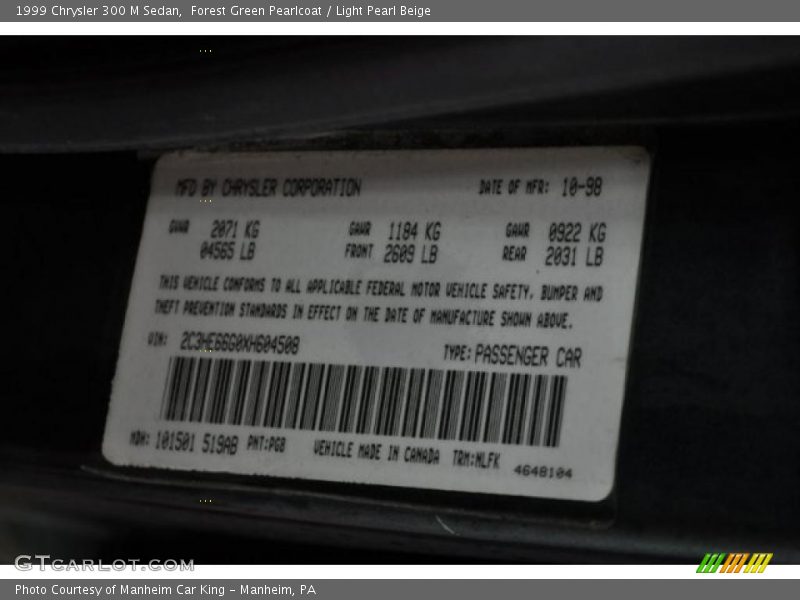 1999 Chrysler 300 M Sedan,  Forest Green Pearlcoat / Light Pearl Beige
MFD BY CHRYSLER CORPORATION DATE OF MFR: 10-98
GVWR 2071 KG GAWR 1184 KG GAWR 0922 KG
04565 LB FRONT 2609 LB REAR 2031 LB
THIS VEHICLE CONFORMS TO ALL APPLICABLE FEDERAL MOTOR VEHICLE SAFETY, BUMPER AND
THEFT PREVENTION STANDARDS IN EFFECT ON THE DATE OF MANUFACTURE SHOWN ABOVE.
VIN: 2C3HE66G0XH604508 TYPE: PASSENGER CAR
MDH: 101501 519AB PNT:PGB VEHICLE MADE IN CANADA TRM:NLFK 4648104
GTCARLOT.COM
Photo Courtesy of Manheim Car King - Manheim, PA